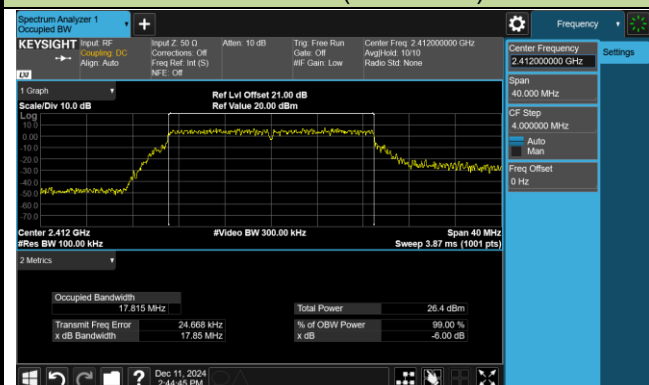 Spectrum Analyzer 1
Occupied BW
Frequency
KEYSIGHT
Input: RF
Coupling: DC
Align: Auto
Input Z: 50 Ω
Corrections: Off
Freq Ref: Int (S)
NFE: Off
Atten: 10 dB
Trig: Free Run
Gate: Off
#IF Gain: Low
Center Freq: 2.412000000 GHz
Avg|Hold: 10/10
Radio Std: None
LXI
Center Frequency
2.412000000 GHz
Settings
Span
40.000 MHz
CF Step
4.000000 MHz
Auto
Man
Freq Offset
0 Hz
1 Graph
Scale/Div 10.0 dB
Ref Lvl Offset 21.00 dB
Ref Value 20.00 dBm
Log
10.0
0.00
-10.0
-20.0
-30.0
-40.0
-50.0
-60.0
-70.0
Center 2.412 GHz
#Res BW 100.00 kHz
#Video BW 300.00 kHz
Span 40 MHz
Sweep 3.87 ms (1001 pts)
2 Metrics
Occupied Bandwidth
17.815 MHz
Total Power 26.4 dBm
Transmit Freq Error 24.668 kHz
% of OBW Power 99.00 %
x dB Bandwidth 17.85 MHz
x dB -6.00 dB
Dec 11, 2024
2:44:45 PM